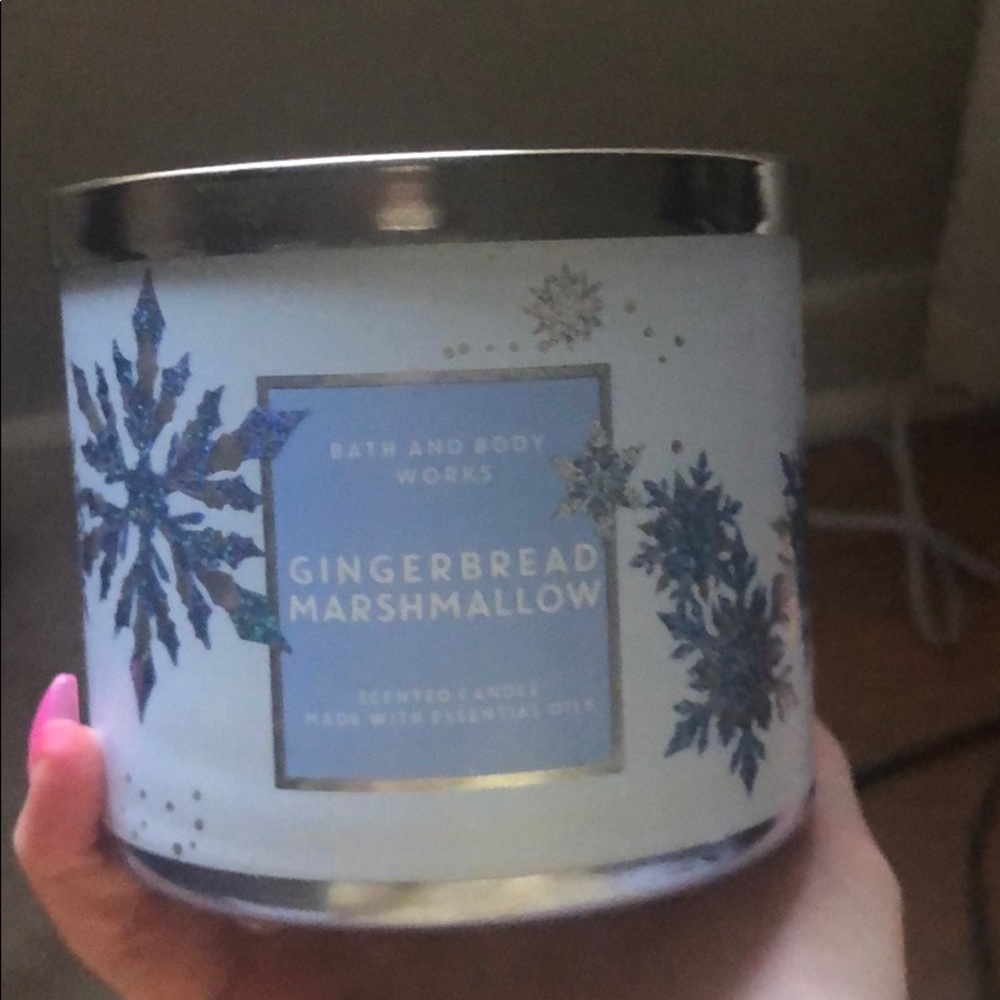 BATH AND BODY
WORKS
GINGERBREAD
MARSHMALLOW
SCENTED CANDLE
MADE WITH ESSENTIAL OILS